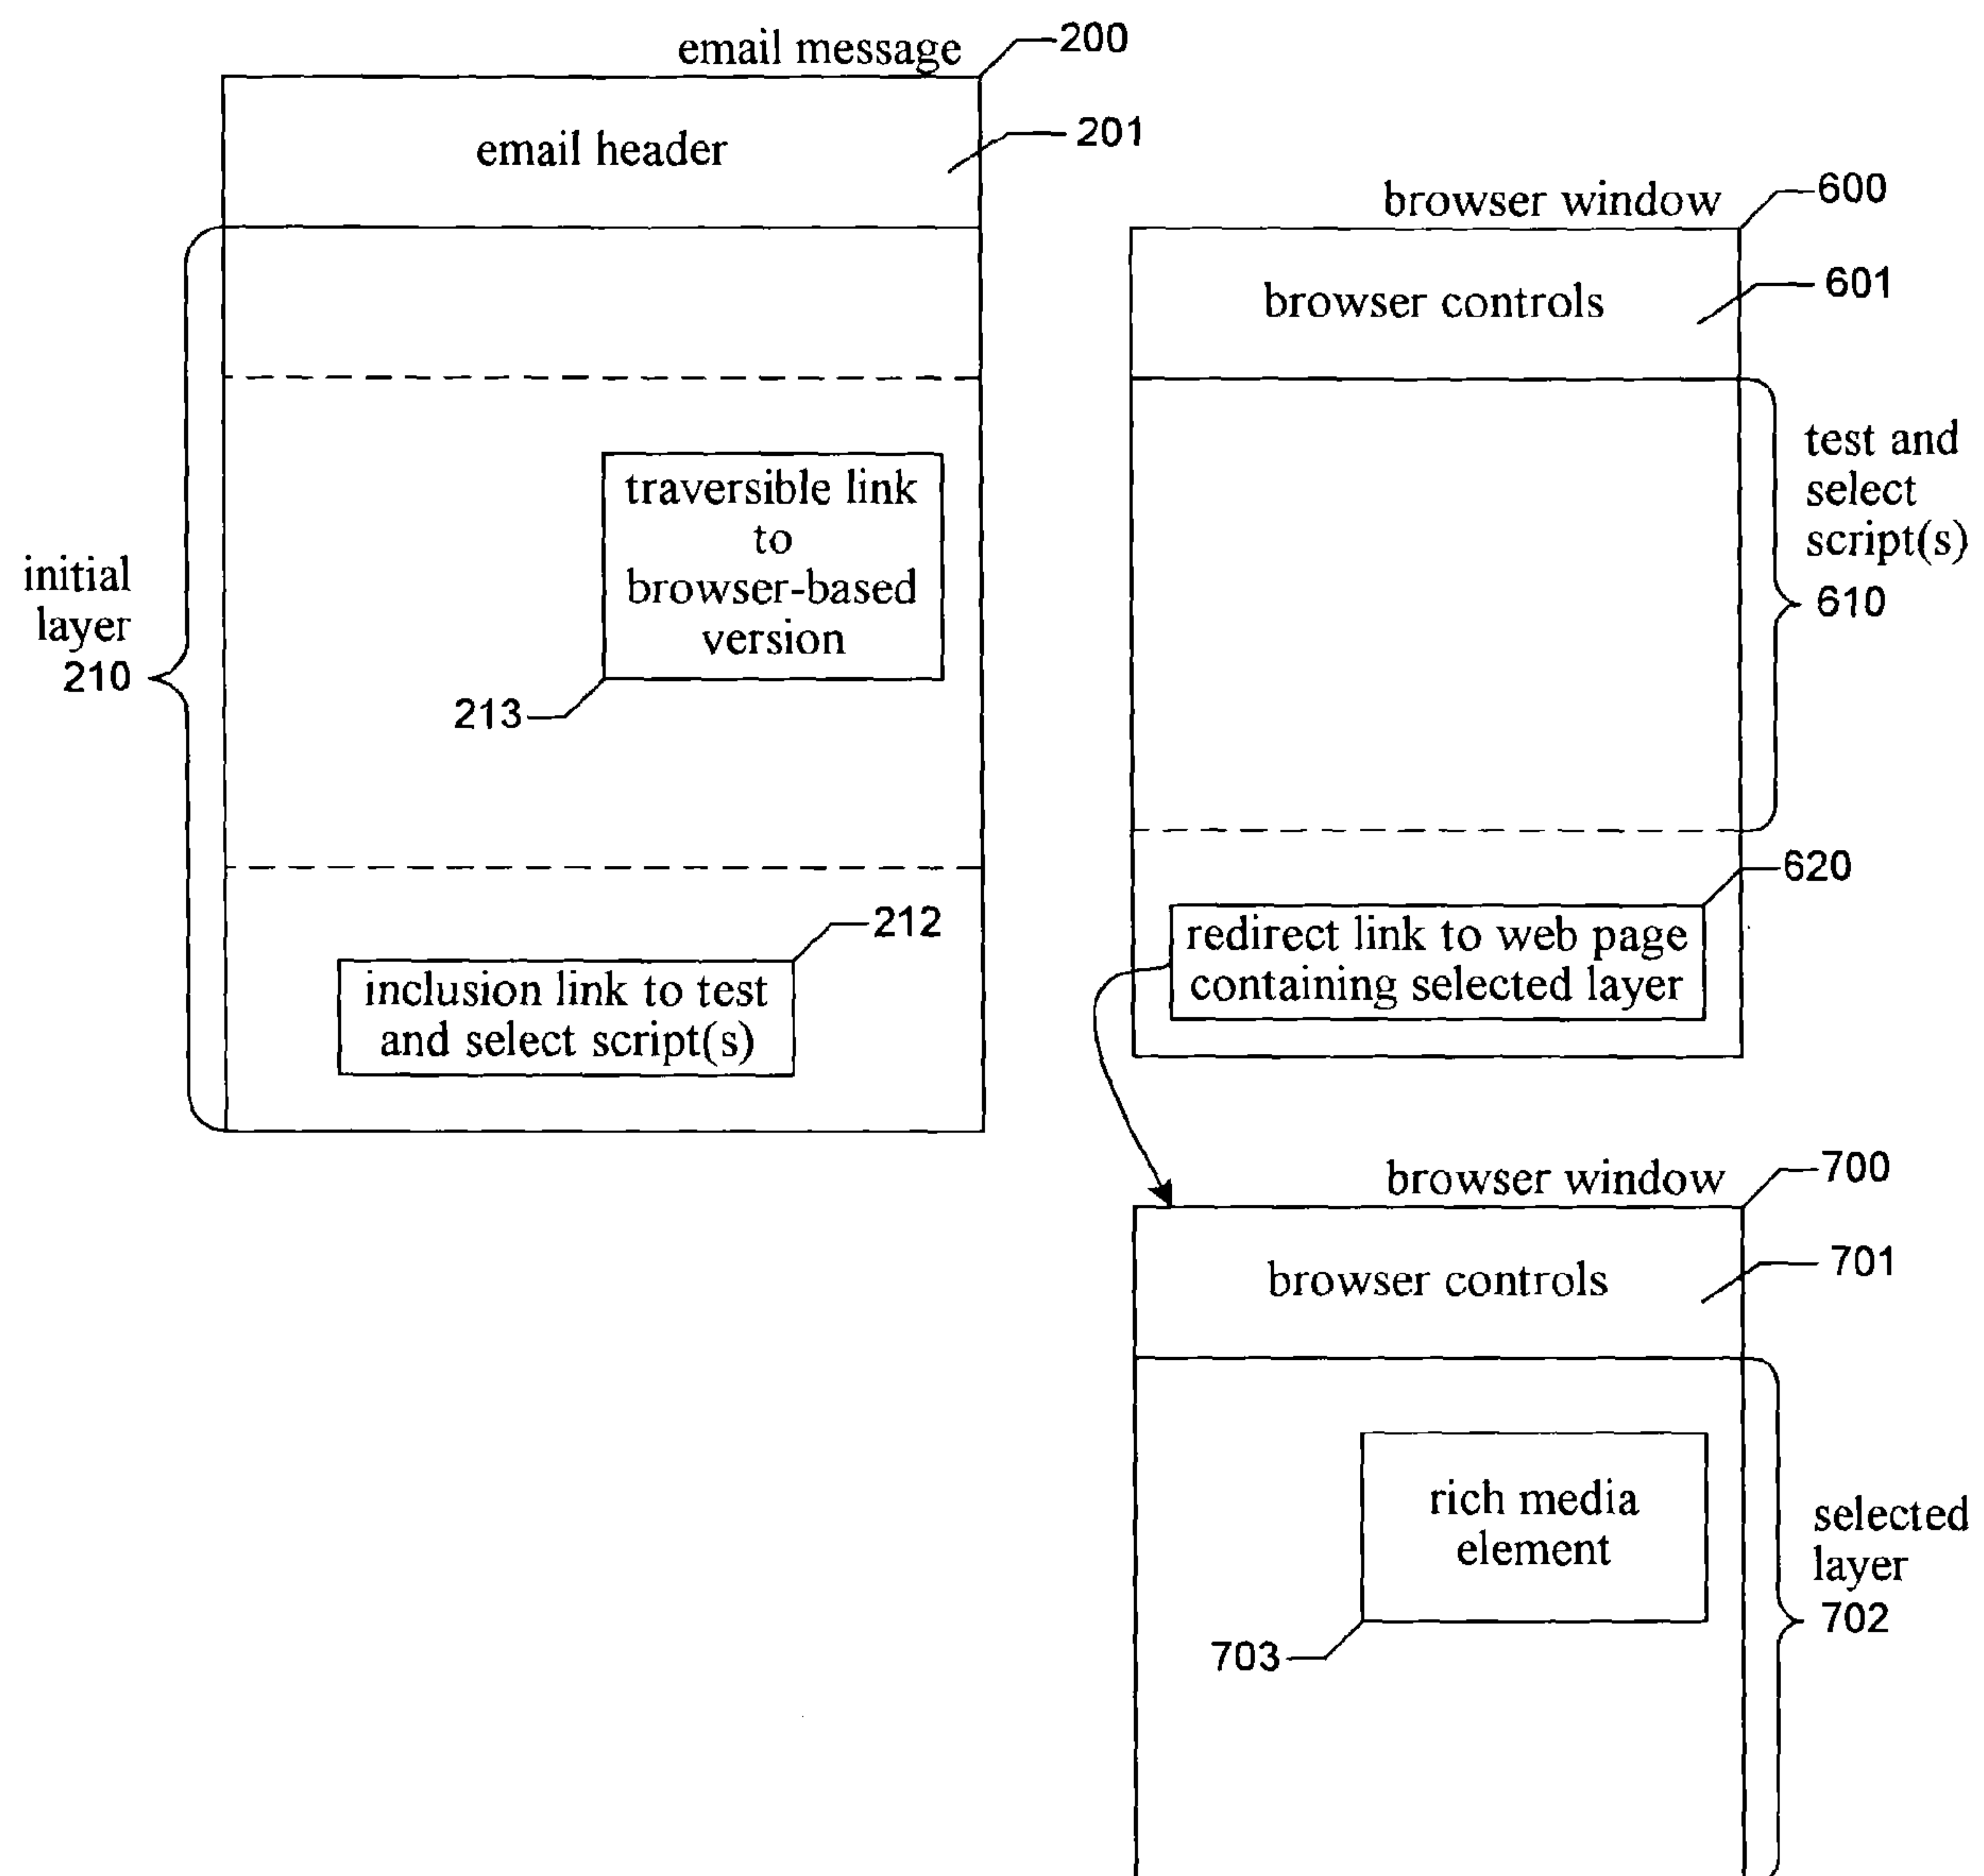 email message
200
email header
201
initial
layer
210
traversible link
to
browser-based
version
213
212
inclusion link to test
and select script(s)
browser window
600
browser controls
601
test and
select
script(s)
610
620
redirect link to web page
containing selected layer
browser window
700
browser controls
701
rich media
element
703
selected
layer
702